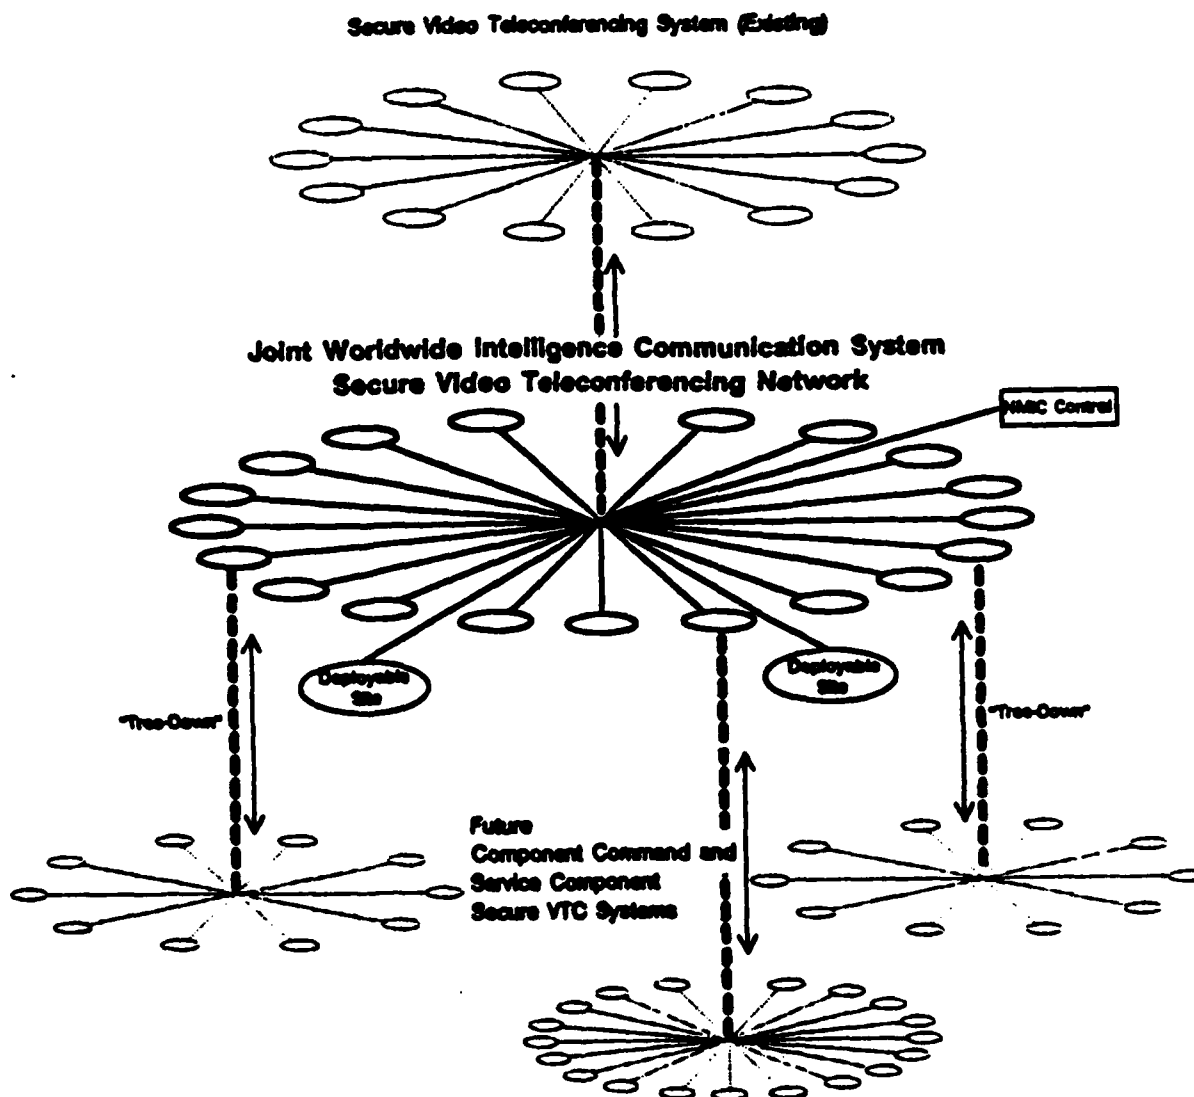 Secure Video Teleconferencing System (Existing)
Joint Worldwide Intelligence Communication System
Secure Video Teleconferencing Network
NMIC Control
Deployable
Site
Deployable
Site
"Tree-Down"
"Tree-Down"
Future
Component Command and
Service Component
Secure VTC Systems